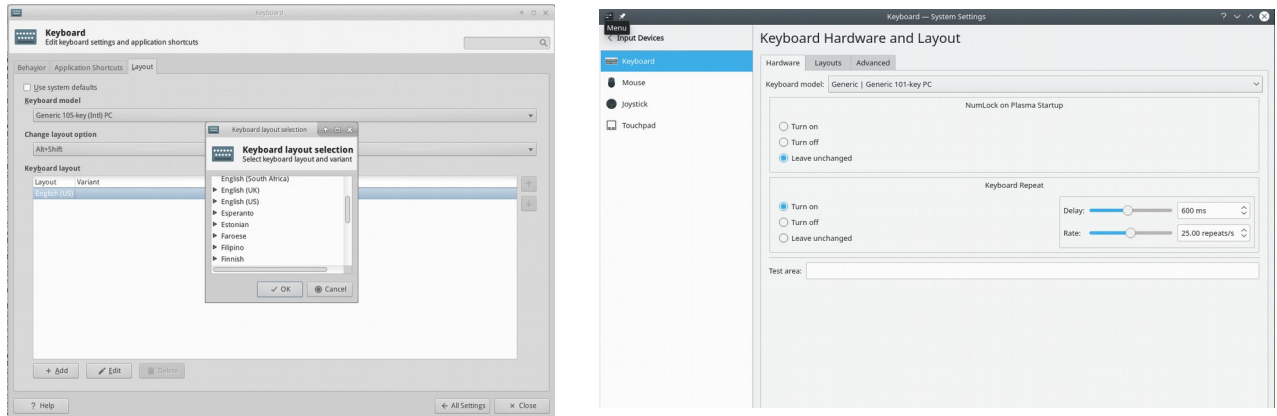 Keyboard
Keyboard
Edit keyboard settings and application shortcuts
Behavior Application Shortcuts Layout
Use system defaults
Keyboard model
Generic 105-key (Intl) PC
Change layout option
Alt+Shift
Keyboard layout
Layout Variant
English (US)
Keyboard layout selection
Keyboard layout selection
Select keyboard layout and variant
English (South Africa)
English (UK)
English (US)
Esperanto
Estonian
Faroese
Filipino
Finnish
OK Cancel
Add Edit Delete
? Help All Settings Close
Keyboard — System Settings
Menu
Input Devices
Keyboard
Mouse
Joystick
Touchpad
Keyboard Hardware and Layout
Hardware Layouts Advanced
Keyboard model: Generic | Generic 101-key PC
NumLock on Plasma Startup
Turn on
Turn off
Leave unchanged
Keyboard Repeat
Turn on
Turn off
Leave unchanged
Delay: 600 ms
Rate: 25.00 repeats/s
Test area: